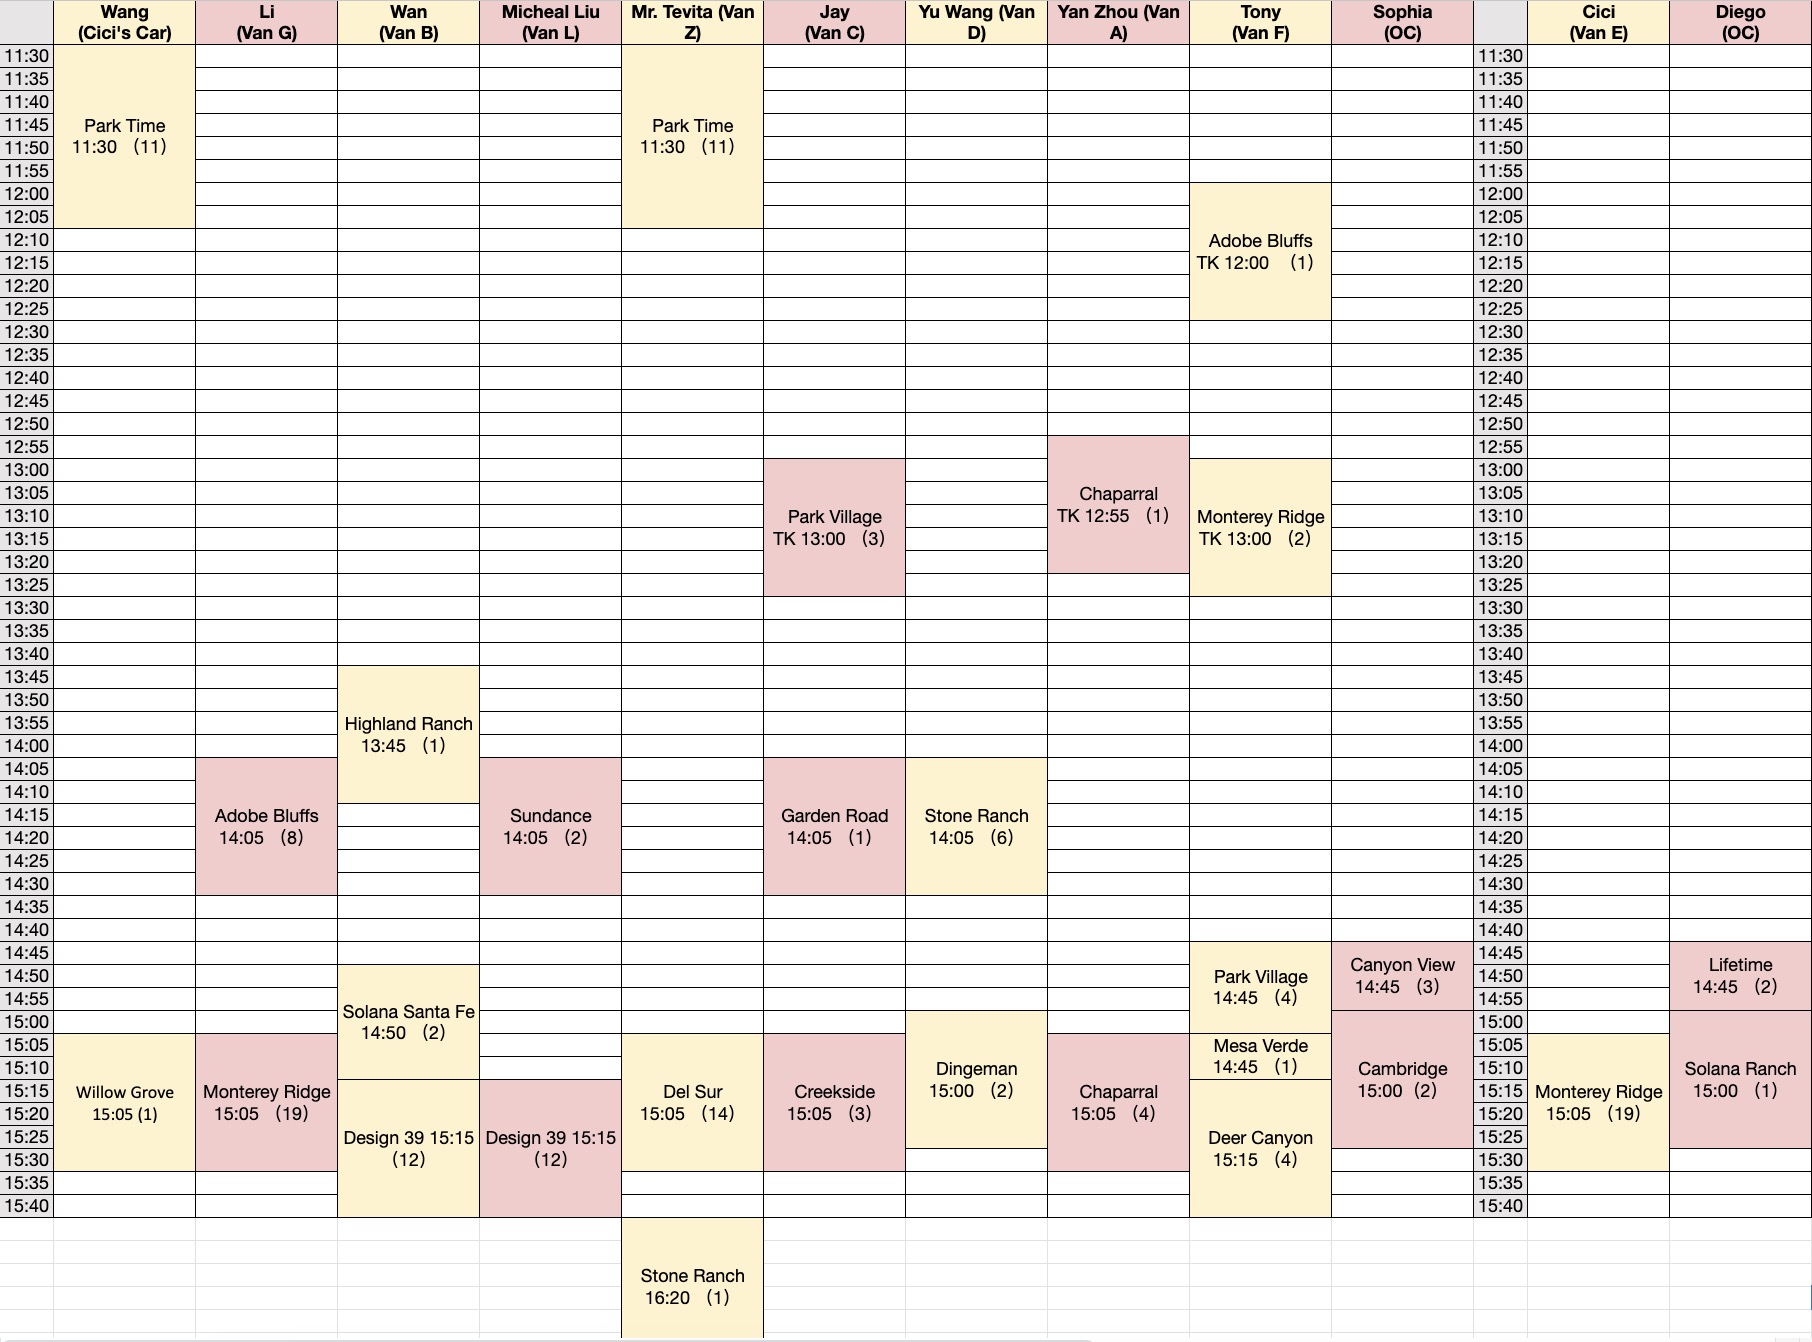 Wang
(Cici's Car)
Li
(Van G)
Wan
(Van B)
Micheal Liu
(Van L)
Mr. Tevita (Van
Z)
Jay
(Van C)
Yu Wang (Van
D)
Yan Zhou (Van
A)
Tony
(Van F)
Sophia
(OC)
Cici
(Van E)
Diego
(OC)
11:30 11:30
11:35 11:35
11:40 11:40
11:45 11:45
Park Time
11:30 (11)
Park Time
11:30 (11)
11:50 11:50
11:55 11:55
12:00 12:00
12:05 12:05
12:10 12:10
Adobe Bluffs
TK 12:00 (1)
12:15 12:15
12:20 12:20
12:25 12:25
12:30 12:30
12:35 12:35
12:40 12:40
12:45 12:45
12:50 12:50
12:55 12:55
13:00 13:00
13:05 13:05
Chaparral
TK 12:55 (1)
13:10 13:10
Park Village
TK 13:00 (3)
Monterey Ridge
TK 13:00 (2)
13:15 13:15
13:20 13:20
13:25 13:25
13:30 13:30
13:35 13:35
13:40 13:40
13:45 13:45
13:50 13:50
13:55 13:55
Highland Ranch
13:45 (1)
14:00 14:00
14:05 14:05
14:10 14:10
14:15 14:15
Adobe Bluffs
14:05 (8)
Sundance
14:05 (2)
Garden Road
14:05 (1)
Stone Ranch
14:05 (6)
14:20 14:20
14:25 14:25
14:30 14:30
14:35 14:35
14:40 14:40
14:45 14:45
14:50 14:50
Park Village
14:45 (4)
Canyon View
14:45 (3)
Lifetime
14:45 (2)
14:55 14:55
15:00 15:00
Solana Santa Fe
14:50 (2)
15:05 15:05
Mesa Verde
14:45 (1)
15:10 15:10
Dingeman
15:00 (2)
Cambridge
15:00 (2)
Solana Ranch
15:00 (1)
15:15 15:15
Willow Grove
15:05 (1)
Monterey Ridge
15:05 (19)
Del Sur
15:05 (14)
Creekside
15:05 (3)
Chaparral
15:05 (4)
Monterey Ridge
15:05 (19)
15:20 15:20
15:25 15:25
Design 39 15:15
(12)
Design 39 15:15
(12)
Deer Canyon
15:15 (4)
15:30 15:30
15:35 15:35
15:40 15:40
Stone Ranch
16:20 (1)